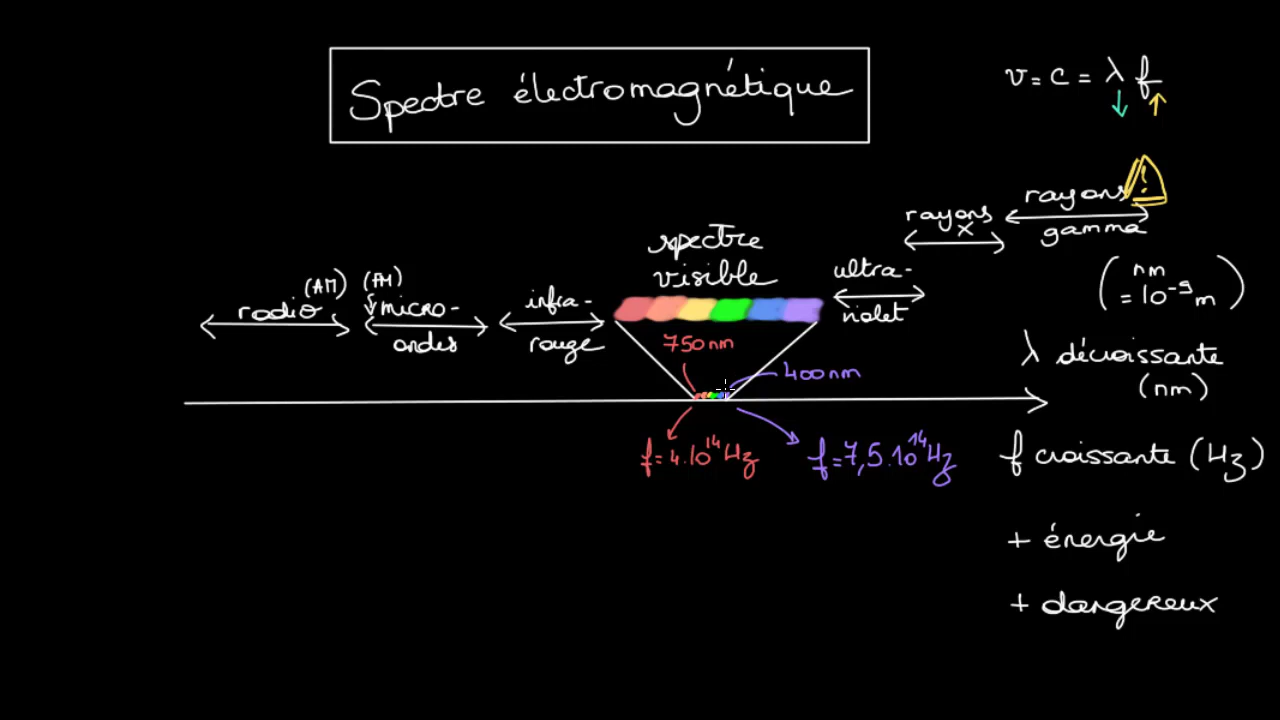 Spectre électromagnétique
v = c = λ f
↓ ↑
rayons !
gamma
rayons
X
spectre
visible
ultra-
violet
(AM) (FM)
radio
micro-
ondes
infra-
rouge
(nm
= 10⁻⁹ m)
750 nm
400 nm
λ décroissante
(nm)
f = 4.10¹⁴ Hz
f = 7,5.10¹⁴ Hz
f croissante (Hz)
+ énergie
+ dangereux